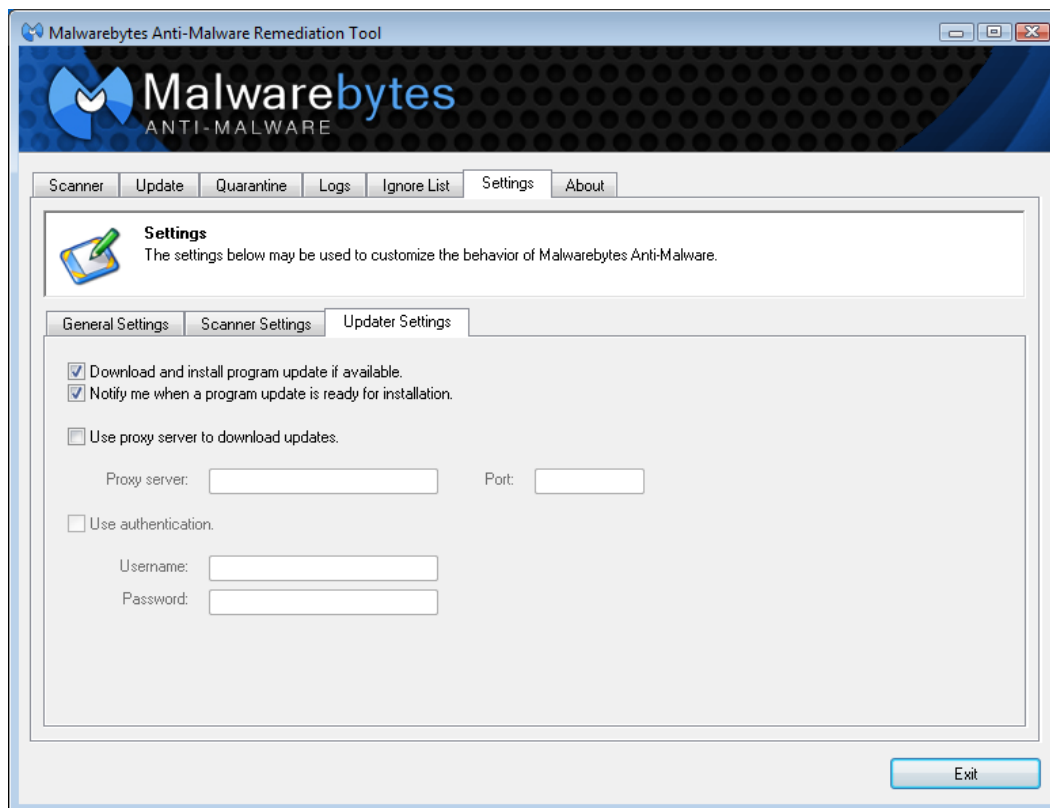 Malwarebytes Anti-Malware Remediation Tool
Malwarebytes
ANTI-MALWARE
Scanner Update Quarantine Logs Ignore List Settings About
Settings
The settings below may be used to customize the behavior of Malwarebytes Anti-Malware.
General Settings Scanner Settings Updater Settings
Download and install program update if available.
Notify me when a program update is ready for installation.
Use proxy server to download updates.
Proxy server: Port:
Use authentication.
Username:
Password:
Exit